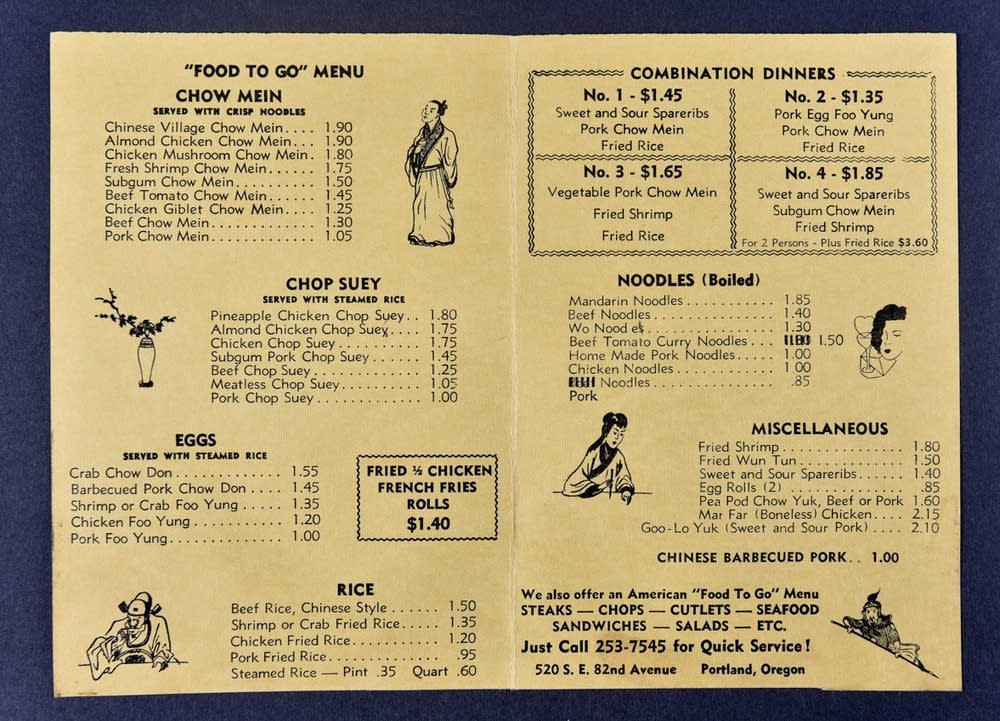 "FOOD TO GO" MENU
CHOW MEIN
SERVED WITH CRISP NOODLES
Chinese Village Chow Mein.... 1.90
Almond Chicken Chow Mein... 1.90
Chicken Mushroom Chow Mein. 1.80
Fresh Shrimp Chow Mein...... 1.75
Subgum Chow Mein.......... 1.50
Beef Tomato Chow Mein...... 1.45
Chicken Giblet Chow Mein.... 1.25
Beef Chow Mein............. 1.30
Pork Chow Mein............. 1.05
CHOP SUEY
SERVED WITH STEAMED RICE
Pineapple Chicken Chop Suey.. 1.80
Almond Chicken Chop Suey.... 1.75
Chicken Chop Suey........... 1.75
Subgum Pork Chop Suey...... 1.45
Beef Chop Suey.............. 1.25
Meatless Chop Suey.......... 1.05
Pork Chop Suey............. 1.00
EGGS
SERVED WITH STEAMED RICE
Crab Chow Don............. 1.55
Barbecued Pork Chow Don.... 1.45
Shrimp or Crab Foo Yung..... 1.35
Chicken Foo Yung........... 1.20
Pork Foo Yung.............. 1.00
FRIED ½ CHICKEN
FRENCH FRIES
ROLLS
$1.40
RICE
Beef Rice, Chinese Style...... 1.50
Shrimp or Crab Fried Rice..... 1.35
Chicken Fried Rice........... 1.20
Pork Fried Rice.............. .95
Steamed Rice — Pint .35 Quart .60
COMBINATION DINNERS
No. 1 - $1.45
Sweet and Sour Spareribs
Pork Chow Mein
Fried Rice
No. 2 - $1.35
Pork Egg Foo Yung
Pork Chow Mein
Fried Rice
No. 3 - $1.65
Vegetable Pork Chow Mein
Fried Shrimp
Fried Rice
No. 4 - $1.85
Sweet and Sour Spareribs
Subgum Chow Mein
Fried Shrimp
For 2 Persons - Plus Fried Rice $3.60
NOODLES (Boiled)
Mandarin Noodles............ 1.85
Beef Noodles................ 1.40
Wo Nood es................. 1.30
Beef Tomato Curry Noodles... 1.50
Home Made Pork Noodles..... 1.00
Chicken Noodles............. 1 00
Noodles................ .85
Pork
MISCELLANEOUS
Fried Shrimp................. 1.80
Fried Wun Tun............... 1.50
Sweet and Sour Spareribs...... 1.40
Egg Rolls (2) ................ .85
Pea Pod Chow Yuk, Beef or Pork 1.60
Mar Far (Boneless) Chicken.... 2.15
Goo-Lo Yuk (Sweet and Sour Pork).... 2.10
CHINESE BARBECUED PORK.. 1.00
We also offer an American "Food To Go" Menu
STEAKS — CHOPS — CUTLETS — SEAFOOD
SANDWICHES — SALADS — ETC.
Just Call 253-7545 for Quick Service!
520 S. E. 82nd Avenue Portland, Oregon